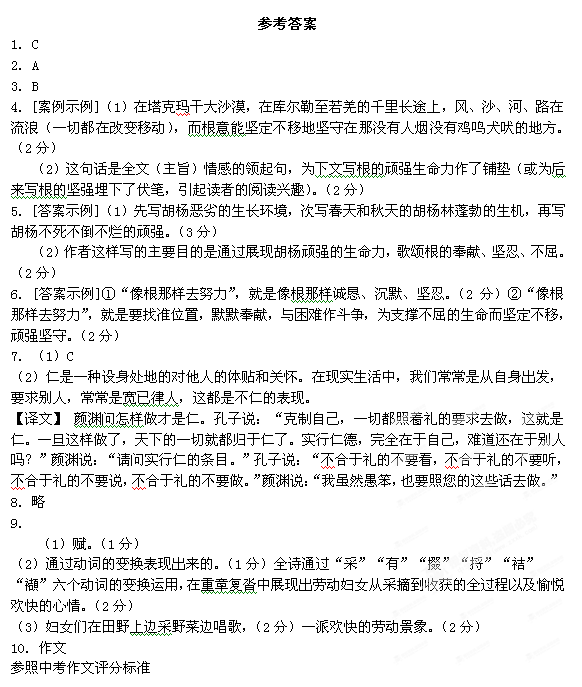 参考答案
1. C
2. A
3. B
4. [案例示例](1)在塔克玛干大沙漠，在库尔勒至若羌的千里长途上，风、沙、河、路在
流浪（一切都在改变移动），而根意能坚定不移地坚守在那没有人烟没有鸡鸣犬吠的地方。
（2分）
（2）这句话是全文（主旨）情感的领起句，为下文写根的顽强生命力作了铺垫（或为后
来写根的坚强埋下了伏笔，引起读者的阅读兴趣）。（2分）
5. [答案示例]（1）先写胡杨恶劣的生长环境，次写春天和秋天的胡杨林蓬勃的生机，再写
胡杨不死不倒不烂的顽强。（3分）
（2）作者这样写的主要目的是通过展现胡杨顽强的生命力，歌颂根的奉献、坚忍、不屈。
（2分）
6. [答案示例]①“像根那样去努力”，就是像根那样诚恳、沉默、坚忍。（2 分）②“像根
那样去努力”，就是要找准位置，默默奉献，与困难作斗争，为支撑不屈的生命而坚定不移，
顽强坚守。（2分）
7. （1）C
（2）仁是一种设身处地的对他人的体贴和关怀。在现实生活中，我们常常是从自身出发，
要求别人，常常是宽已律人，这都是不仁的表现。
【译文】 颜渊问怎样做才是仁。孔子说：“克制自己，一切都照着礼的要求去做，这就是
仁。一旦这样做了，天下的一切就都归于仁了。实行仁德，完全在于自己，难道还在于别人
吗？”颜渊说：“请问实行仁的条目。”孔子说：“不合于礼的不要看，不合于礼的不要听，
不合于礼的不要说，不合于礼的不要做。”颜渊说：“我虽然愚笨，也要照您的这些话去做。”
8. 略
9.
（1）赋。（1分）
（2）通过动词的变换表现出来的。（1分）全诗通过“采”“有”“掇”“捋”“袺”
“襭”六个动词的变换运用，在重章复沓中展现出劳动妇女从采摘到收获的全过程以及愉悦
欢快的心情。（2分）
（3）妇女们在田野上边采野菜边唱歌，（2分）一派欢快的劳动景象。（2分）
10. 作文
参照中考作文评分标准